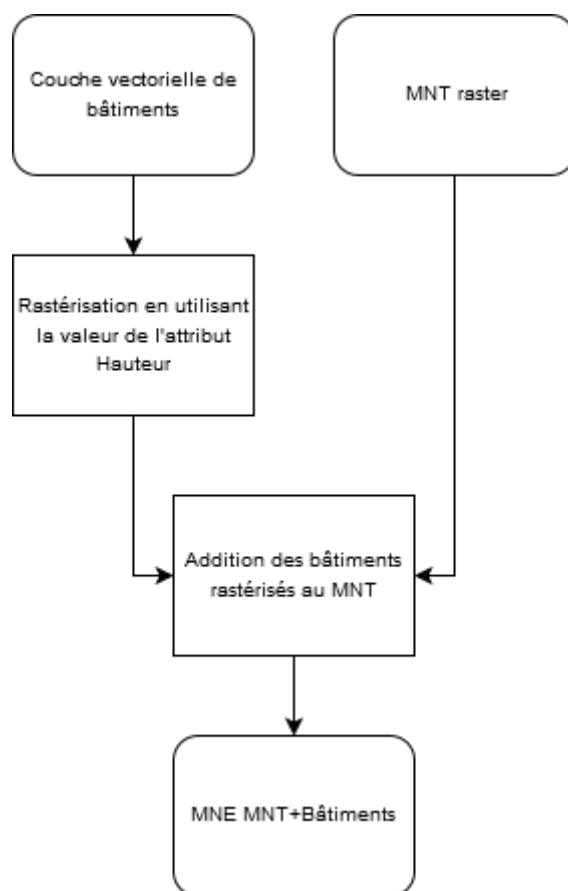 Couche vectorielle de
bâtiments
MNT raster
Rastérisation en utilisant
la valeur de l'attribut
Hauteur
Addition des bâtiments
rastérisés au MNT
MNE MNT+Bâtiments